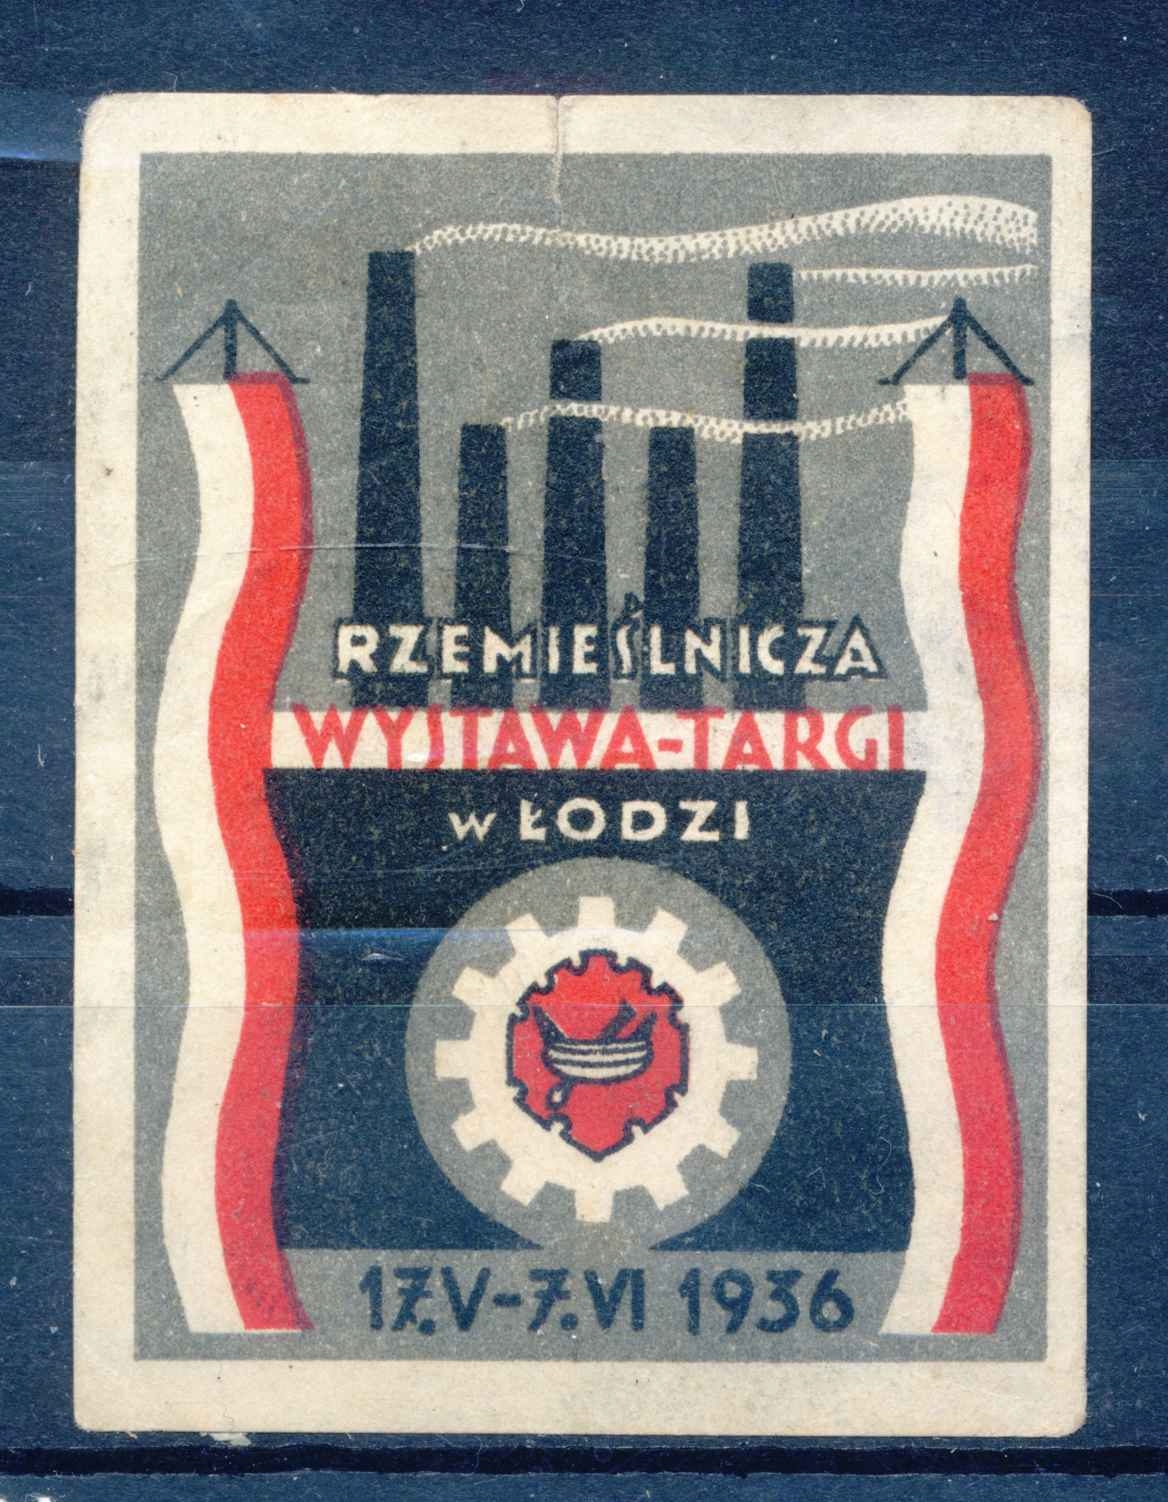 RZEMIEŚLNICZA
WYSTAWA-TARGI
w ŁODZI
17.V-7.VI 1936